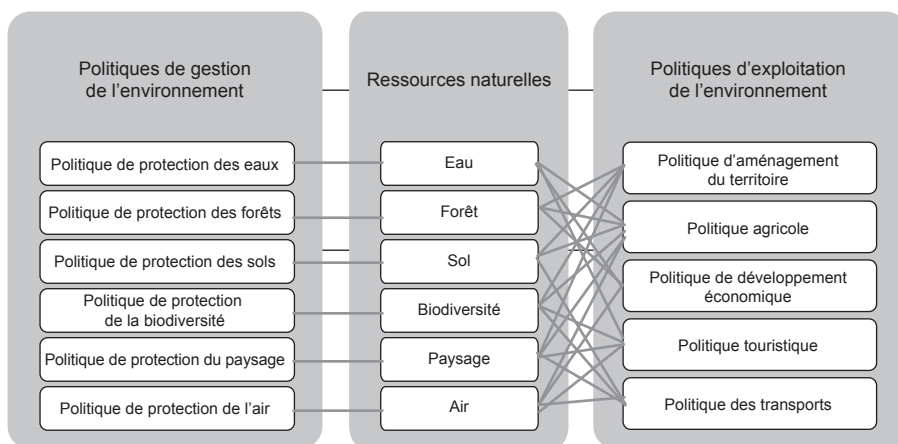 Politiques de gestion
de l'environnement
Politique de protection des eaux
Politique de protection des forêts
Politique de protection des sols
Politique de protection
de la biodiversité
Politique de protection du paysage
Politique de protection de l'air
Ressources naturelles
Eau
Forêt
Sol
Biodiversité
Paysage
Air
Politiques d'exploitation
de l'environnement
Politique d'aménagement
du territoire
Politique agricole
Politique de développement
économique
Politique touristique
Politique des transports